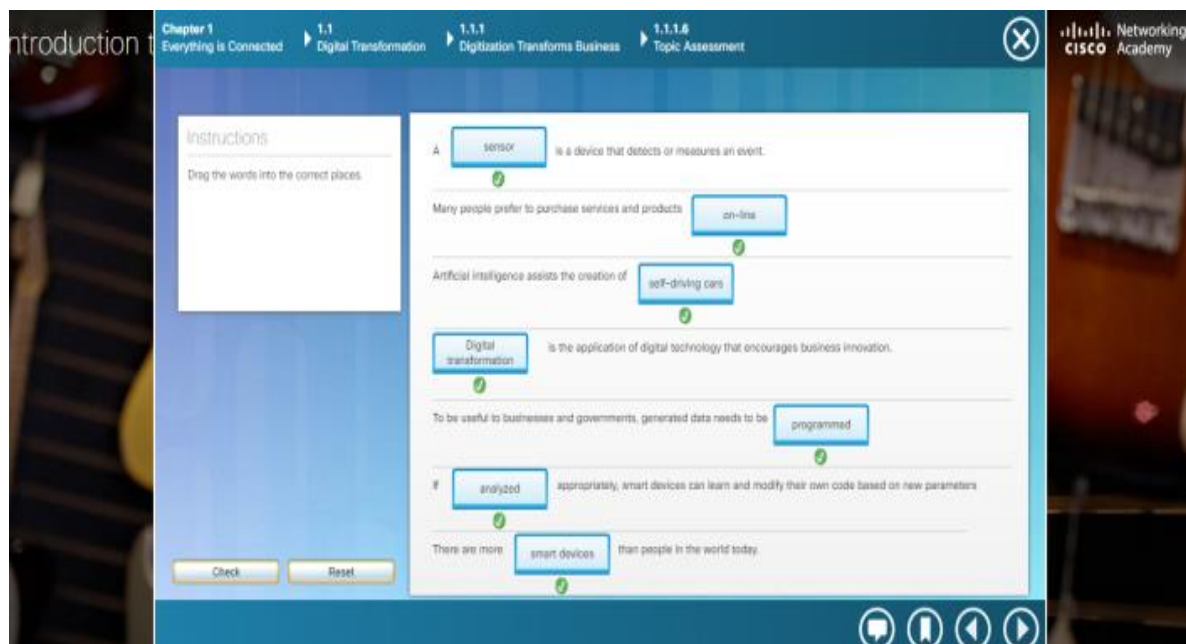 ntroduction t
Chapter 1
Everything is Connected
1.1
Digital Transformation
1.1.1
Digitization Transforms Business
1.1.1.6
Topic Assessment
Networking
CISCO Academy
Instructions
Drag the words into the correct places.
A sensor is a device that detects or measures an event.
Many people prefer to purchase services and products on-line
Artificial intelligence assists the creation of self-driving cars
Digital
transformation is the application of digital technology that encourages business innovation.
To be useful to businesses and governments, generated data needs to be programmed
If analyzed appropriately, smart devices can learn and modify their own code based on new parameters
There are more smart devices than people in the world today.
Check Reset